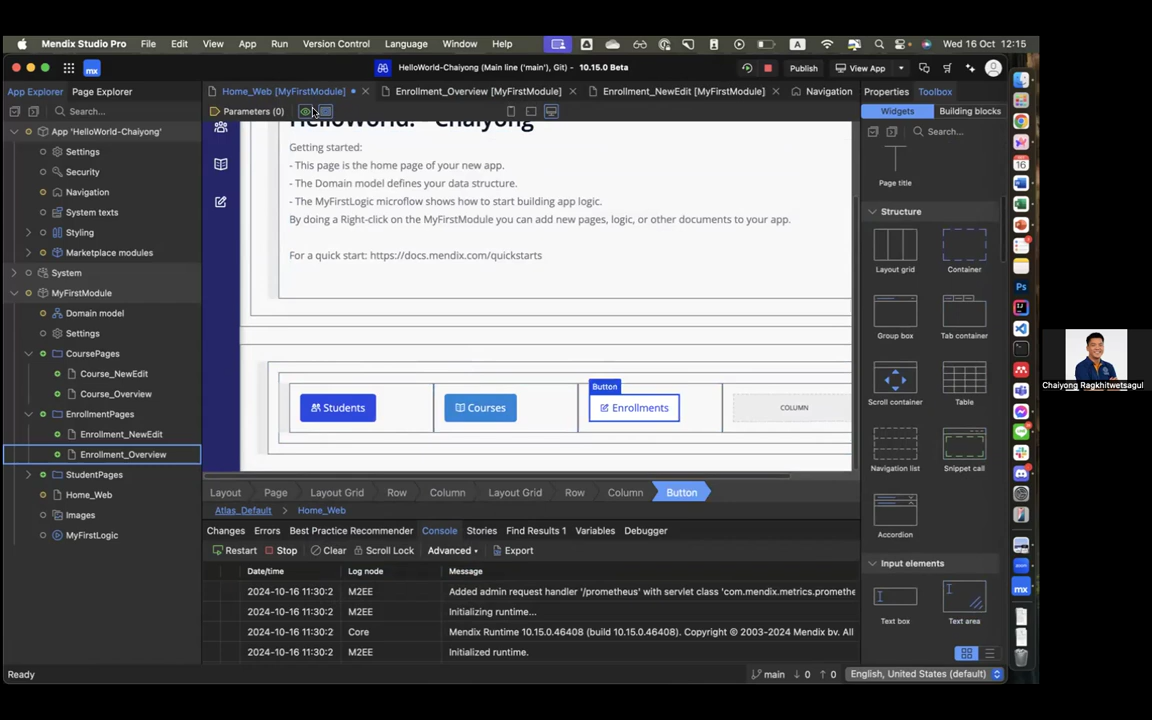 Mendix Studio Pro File Edit View App Run Version Control Language Window Help A Wed 16 Oct 12:15
mx HelloWorld-Chaiyong (Main line ('main'), Git) - 10.15.0 Beta Publish View App
App Explorer Page Explorer Home_Web [MyFirstModule] Enrollment_Overview [MyFirstModule] Enrollment_NewEdit [MyFirstModule] Navigation Properties Toolbox
Search... Parameters (0) Widgets Building blocks
App 'HelloWorld-Chaiyong'
Settings
Security
Navigation
System texts
Styling
Marketplace modules
System
MyFirstModule
Domain model
Settings
CoursePages
Course_NewEdit
Course_Overview
EnrollmentPages
Enrollment_NewEdit
Enrollment_Overview
StudentPages
Home_Web
Images
MyFirstLogic
HelloWorld! - Chaiyong
Getting started:
- This page is the home page of your new app.
- The Domain model defines your data structure.
- The MyFirstLogic microflow shows how to start building app logic.
By doing a Right-click on the MyFirstModule you can add new pages, logic, or other documents to your app.
For a quick start: https://docs.mendix.com/quickstarts
Button
Students Courses Enrollments COLUMN
Layout Page Layout Grid Row Column Layout Grid Row Column Button
Atlas_Default > Home_Web
Changes Errors Best Practice Recommender Console Stories Find Results 1 Variables Debugger
Restart Stop Clear Scroll Lock Advanced Export
Date/time Log node Message
2024-10-16 11:30:2 M2EE Added admin request handler '/prometheus' with servlet class 'com.mendix.metrics.promethe
2024-10-16 11:30:2 M2EE Initializing runtime...
2024-10-16 11:30:2 Core Mendix Runtime 10.15.0.46408 (build 10.15.0.46408). Copyright © 2003-2024 Mendix bv. All
2024-10-16 11:30:2 M2EE Initialized runtime.
Search...
Page title
Structure
Layout grid Container
Group box Tab container
Scroll container Table
Navigation list Snippet call
Accordion
Input elements
Text box Text area
Ready main 0 0 English, United States (default)
Chaiyong Ragkhitwetsagul